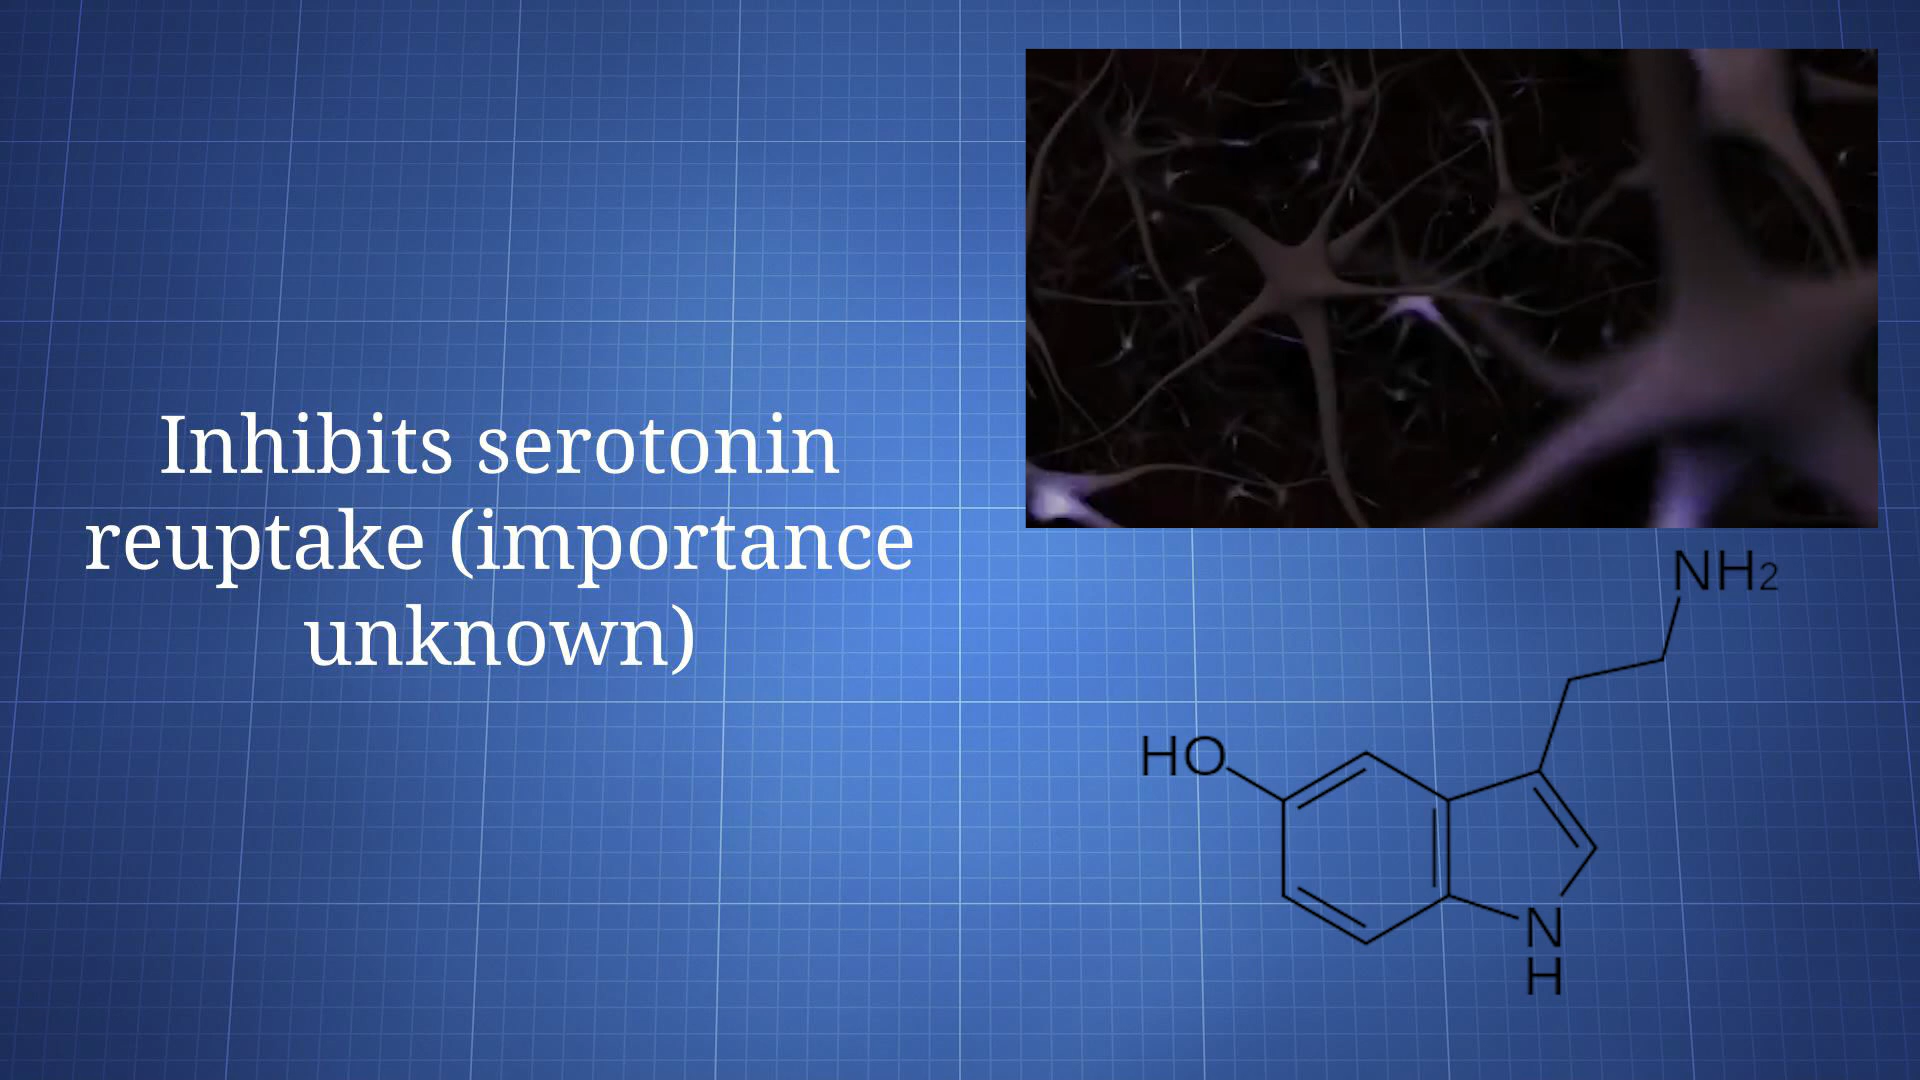 Inhibits serotonin
reuptake (importance
unknown)
NH2
HO
N
H